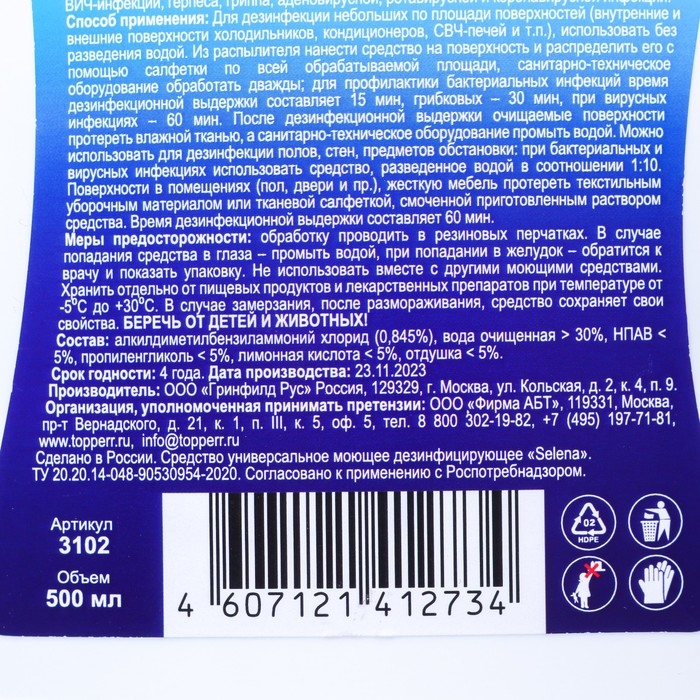 ВИЧ-инфекции, герпеса, гриппа, аденовирусной, ротавирусной и коронавирусной инфекции.
Способ применения: Для дезинфекции небольших по площади поверхностей (внутренние и
внешние поверхности холодильников, кондиционеров, СВЧ-печей и т.п.), использовать без
разведения водой. Из распылителя нанести средство на поверхность и распределить его с
помощью салфетки по всей обрабатываемой площади, санитарно-техническое
оборудование обработать дважды; для профилактики бактериальных инфекций время
дезинфекционной выдержки составляет 15 мин, грибковых – 30 мин, при вирусных
инфекциях – 60 мин. После дезинфекционной выдержки очищаемые поверхности
протереть влажной тканью, а санитарно-техническое оборудование промыть водой. Можно
использовать для дезинфекции полов, стен, предметов обстановки: при бактериальных и
вирусных инфекциях использовать средство, разведенное водой в соотношении 1:10.
Поверхности в помещениях (пол, двери и пр.), жесткую мебель протереть текстильным
уборочным материалом или тканевой салфеткой, смоченной приготовленным раствором
средства. Время дезинфекционной выдержки составляет 60 мин.
Меры предосторожности: обработку проводить в резиновых перчатках. В случае
попадания средства в глаза – промыть водой, при попадании в желудок – обратится к
врачу и показать упаковку. Не использовать вместе с другими моющими средствами.
Хранить отдельно от пищевых продуктов и лекарственных препаратов при температуре от
-5⁰С до +30⁰С. В случае замерзания, после размораживания, средство сохраняет свои
свойства. БЕРЕЧЬ ОТ ДЕТЕЙ И ЖИВОТНЫХ!
Состав: алкилдиметилбензиламмоний хлорид (0,845%), вода очищенная > 30%, НПАВ <
5%, пропиленгликоль < 5%, лимонная кислота < 5%, отдушка < 5%.
Срок годности: 4 года. Дата производства: 23.11.2023
Производитель: ООО «Гринфилд Рус» Россия, 129329, г. Москва, ул. Кольская, д. 2, к. 4, п. 9.
Организация, уполномоченная принимать претензии: ООО «Фирма АБТ», 119331, Москва,
пр-т Вернадского, д. 21, к. 1, п. III, к. 5, оф. 5, тел. 8 800 302-19-82, +7 (495) 197-71-81,
www.topperr.ru, info@topperr.ru
Сделано в России. Средство универсальное моющее дезинфицирующее «Selena».
ТУ 20.20.14-048-90530954-2020. Согласовано к применению с Роспотребнадзором.
Артикул
3102
Объем
500 мл
4 607121 412734
02
HDPE